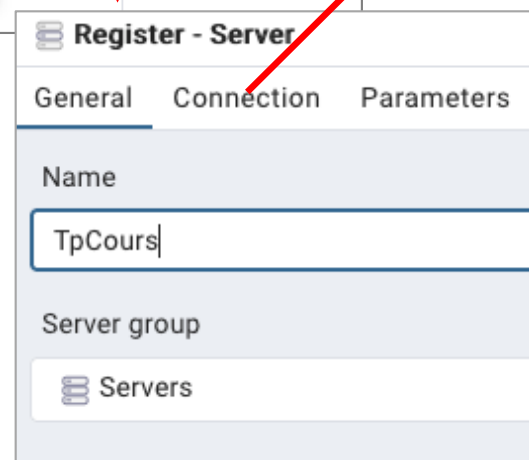 Register - Server
General Connection Parameters
Name
TpCours
Server group
Servers